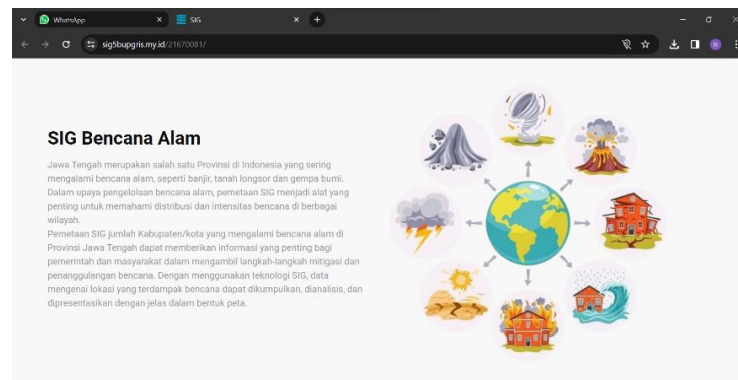 WhatsApp
SIG
sig5bupgris.my.id/21670081/
N
SIG Bencana Alam
Jawa Tengah merupakan salah satu Provinsi di Indonesia yang sering
mengalami bencana alam, seperti banjir, tanah longsor dan gempa bumi.
Dalam upaya pengelolaan bencana alam, pemetaan SIG menjadi alat yang
penting untuk memahami distribusi dan intensitas bencana di berbagai
wilayah.
Pemetaan SIG jumlah Kabupaten/kota yang mengalami bencana alam di
Provinsi Jawa Tengah dapat memberikan informasi yang penting bagi
pemerintah dan masyarakat dalam mengambil langkah-langkah mitigasi dan
penanggulangan bencana. Dengan menggunakan teknologi SIG, data
mengenai lokasi yang terdampak bencana dapat dikumpulkan, dianalisis, dan
dipresentasikan dengan jelas dalam bentuk peta.